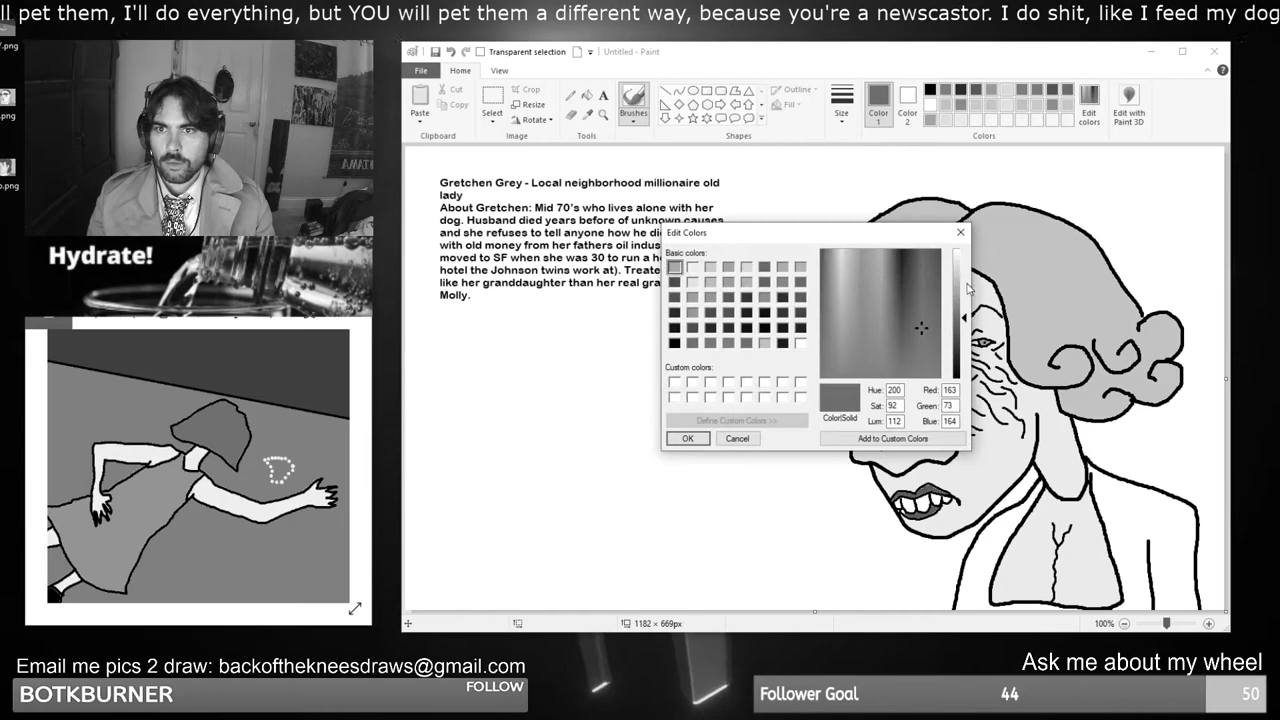 ll pet them, I'll do everything, but YOU will pet them a different way, because you're a newscastor. I do shit, like I feed my dog
.png
.png
.png
Transparent selection
Untitled - Paint
File
Home
View
Paste
Cut
Copy
Clipboard
Select
Crop
Resize
Rotate
Image
Tools
Brushes
Shapes
Outline
Fill
Size
Color 1
Color 2
Colors
Edit colors
Edit with Paint 3D
Gretchen Grey - Local neighborhood millionaire old
lady
About Gretchen: Mid 70's who lives alone with her
dog. Husband died years before of unknown causes
and she refuses to tell anyone how he di
with old money from her fathers oil indus
moved to SF when she was 30 to run a h
hotel the Johnson twins work at). Treate
like her granddaughter than her real gra
Molly.
Edit Colors
Basic colors:
Custom colors:
Define Custom Colors >>
OK
Cancel
Color|Solid
Hue: 200
Sat: 92
Lum: 112
Red: 163
Green: 73
Blue: 164
Add to Custom Colors
1182 × 669px
100%
Hydrate!
Email me pics 2 draw: backofthekneesdraws@gmail.com
BOTKBURNER
FOLLOW
Ask me about my wheel
Follower Goal
44
50